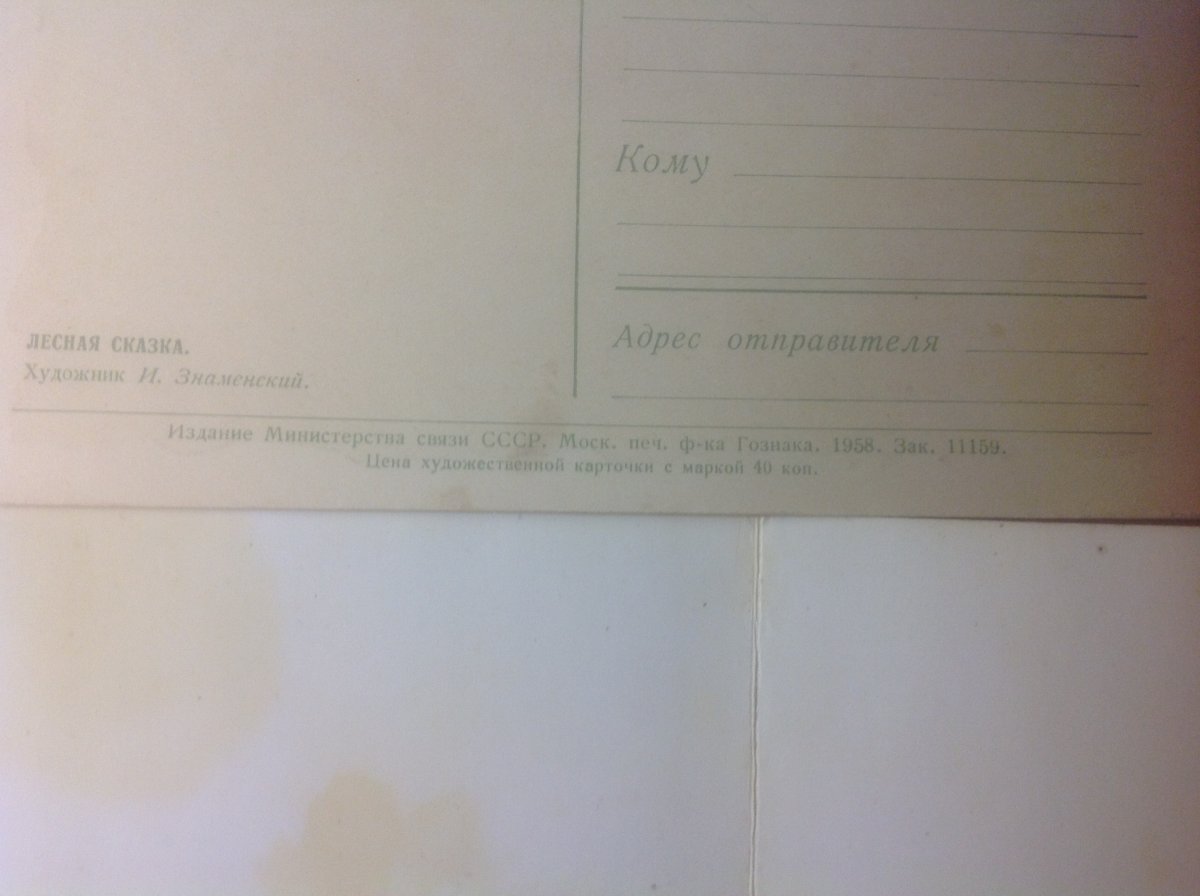 Кому
Адрес отправителя
ЛЕСНАЯ СКАЗКА.
Художник И. Знаменский.
Издание Министерства связи СССР. Моск. печ. ф-ка Гознака. 1958. Зак. 11159.
Цена художественной карточки с маркой 40 коп.